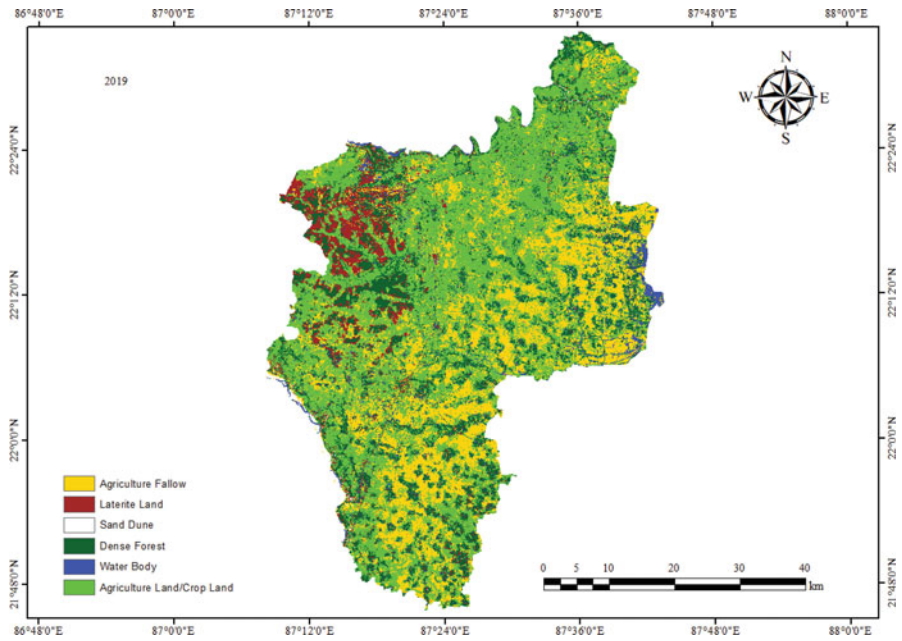 86°48'0"E 87°0'0"E 87°12'0"E 87°24'0"E 87°36'0"E 87°48'0"E 88°0'0"E
2019
N
W E
S
22°24'0"N 22°24'0"N
22°12'0"N 22°12'0"N
22°0'0"N 22°0'0"N
21°48'0"N 21°48'0"N
Agriculture Fallow
Laterite Land
Sand Dune
Dense Forest
Water Body
Agriculture Land/Crop Land
0 5 10 20 30 40
km
86°48'0"E 87°0'0"E 87°12'0"E 87°24'0"E 87°36'0"E 87°48'0"E 88°0'0"E